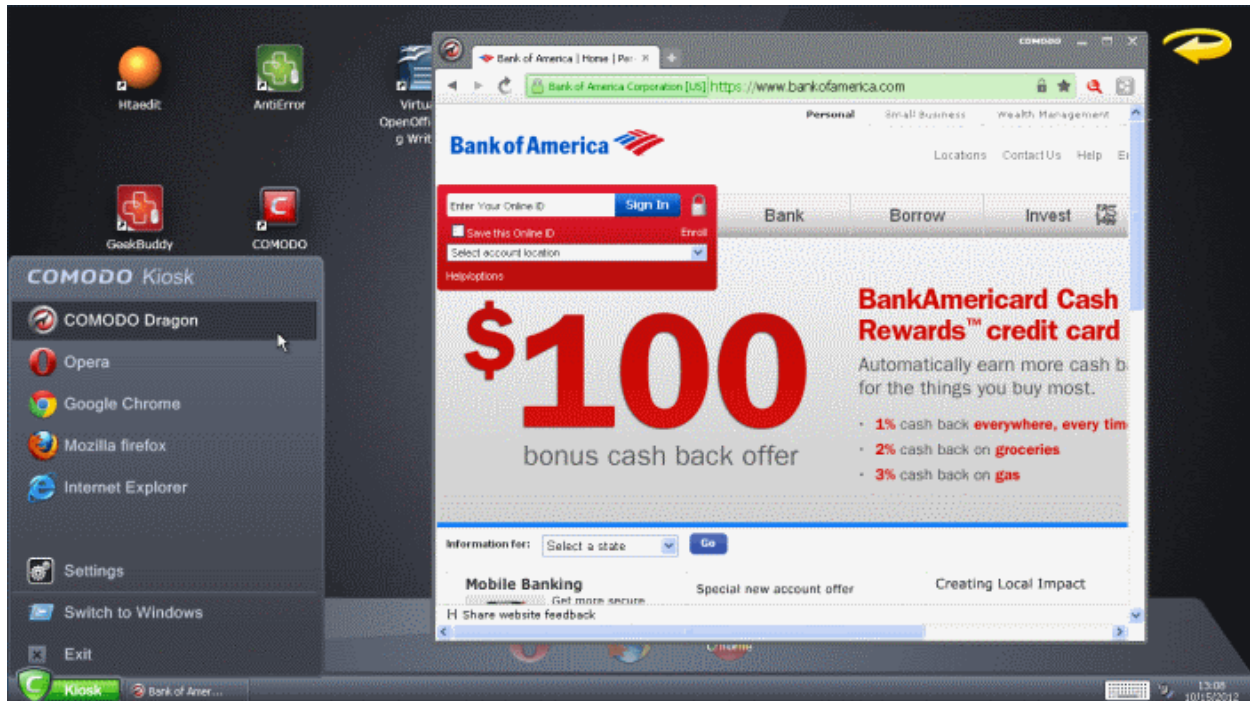 Htaedit
AntiError
Virtu
OpenOffi
g Writ
GeekBuddy
COMODO
COMODO Kiosk
COMODO Dragon
Opera
Google Chrome
Mozilla firefox
Internet Explorer
Settings
Switch to Windows
Exit
Kiosk
Bank of Amer...
COMODO
Bank of America | Home | Per
Bank of America Corporation [US] https://www.bankofamerica.com
Personal Small Business Wealth Management
Bank of America
Locations Contact Us Help
Enter Your Online ID Sign In
Save this Online ID Enroll
Select account location
Help/options
Bank Borrow Invest
$100
bonus cash back offer
BankAmericard Cash
Rewards™ credit card
Automatically earn more cash b
for the things you buy most.
· 1% cash back everywhere, every tim
· 2% cash back on groceries
· 3% cash back on gas
Information for: Select a state Go
Mobile Banking
Get more secure
Special new account offer
Creating Local Impact
H Share website feedback
Chrome
13:08
10/15/2012